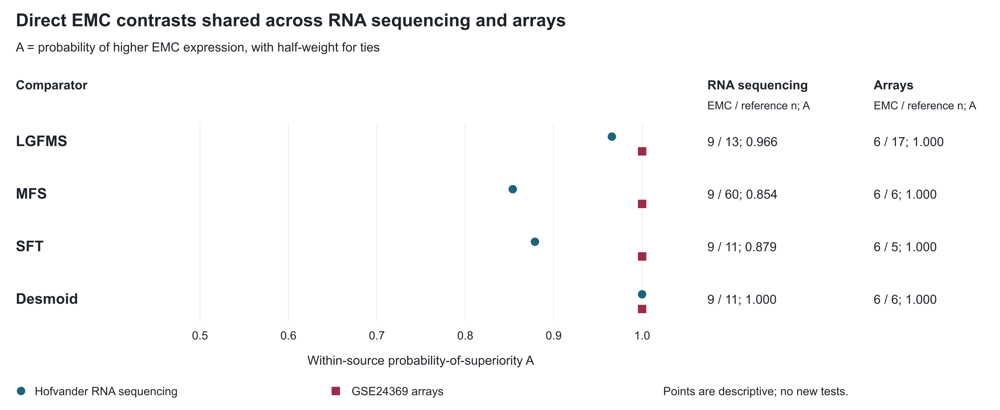 Direct EMC contrasts shared across RNA sequencing and arrays
A = probability of higher EMC expression, with half-weight for ties
Comparator RNA sequencing Arrays
EMC / reference n; A EMC / reference n; A
LGFMS 9 / 13; 0.966 6 / 17; 1.000
MFS 9 / 60; 0.854 6 / 6; 1.000
SFT 9 / 11; 0.879 6 / 5; 1.000
Desmoid 9 / 11; 1.000 6 / 6; 1.000
0.5 0.6 0.7 0.8 0.9 1.0
Within-source probability-of-superiority A
Hofvander RNA sequencing GSE24369 arrays Points are descriptive; no new tests.